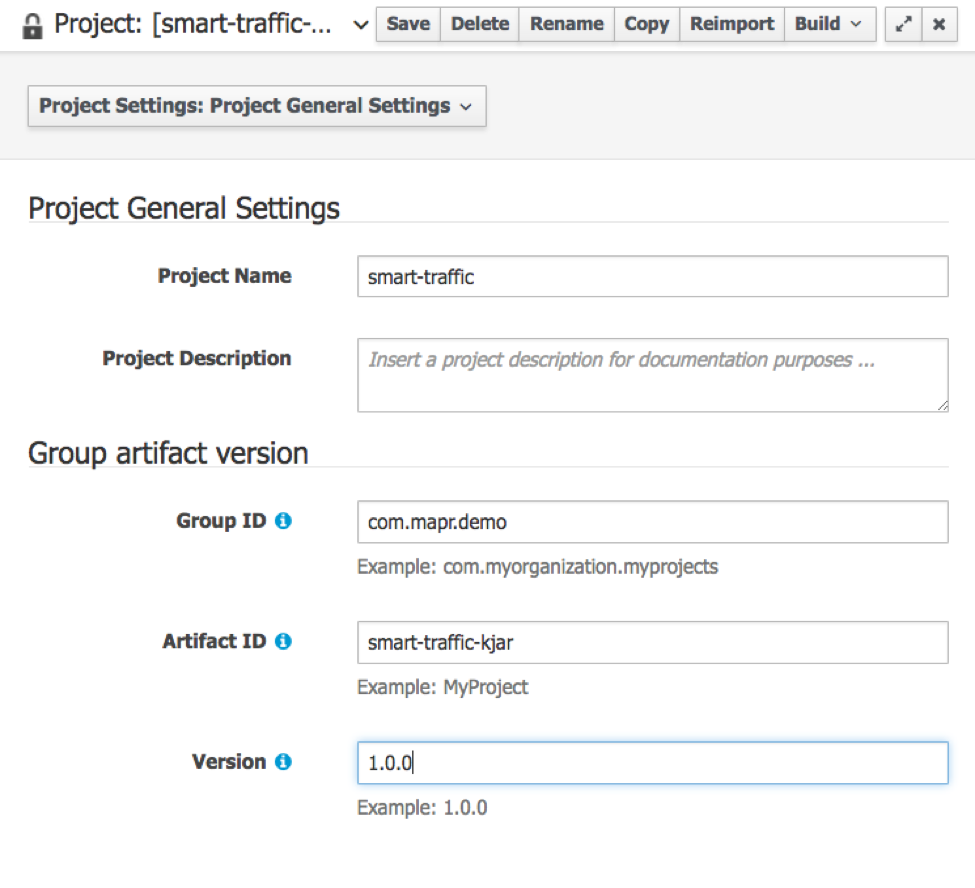 Project: [smart-traffic-... Save Delete Rename Copy Reimport Build
Project Settings: Project General Settings
Project General Settings
Project Name smart-traffic
Project Description Insert a project description for documentation purposes ...
Group artifact version
Group ID com.mapr.demo
Example: com.myorganization.myprojects
Artifact ID smart-traffic-kjar
Example: MyProject
Version 1.0.0
Example: 1.0.0